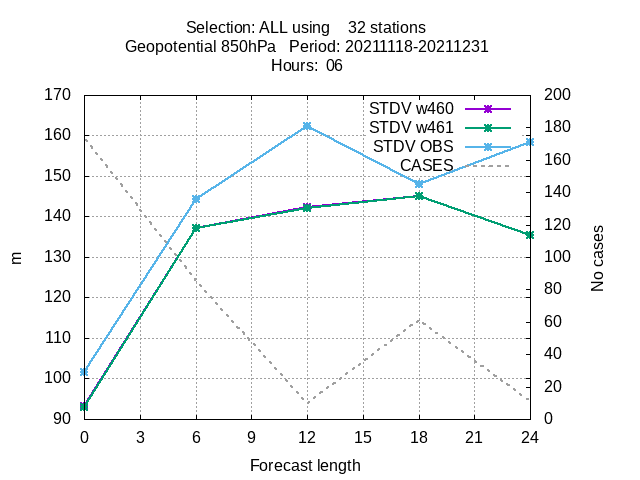 Selection: ALL using    32 stations
Geopotential 850hPa   Period: 20211118-20211231
Hours:  06
170
160
150
140
130
120
110
100
90
200
180
160
140
120
100
80
60
40
20
0
STDV w460
STDV w461
STDV OBS
CASES
m
No cases
0 3 6 9 12 15 18 21 24
Forecast length